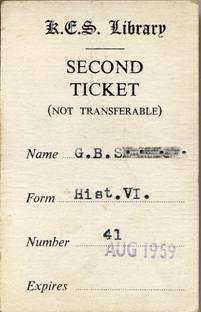 K.E.S. Library
SECOND
TICKET
(NOT TRANSFERABLE)
Name G.B.S
Form Hist.VI.
Number 41
AUG 1959
Expires